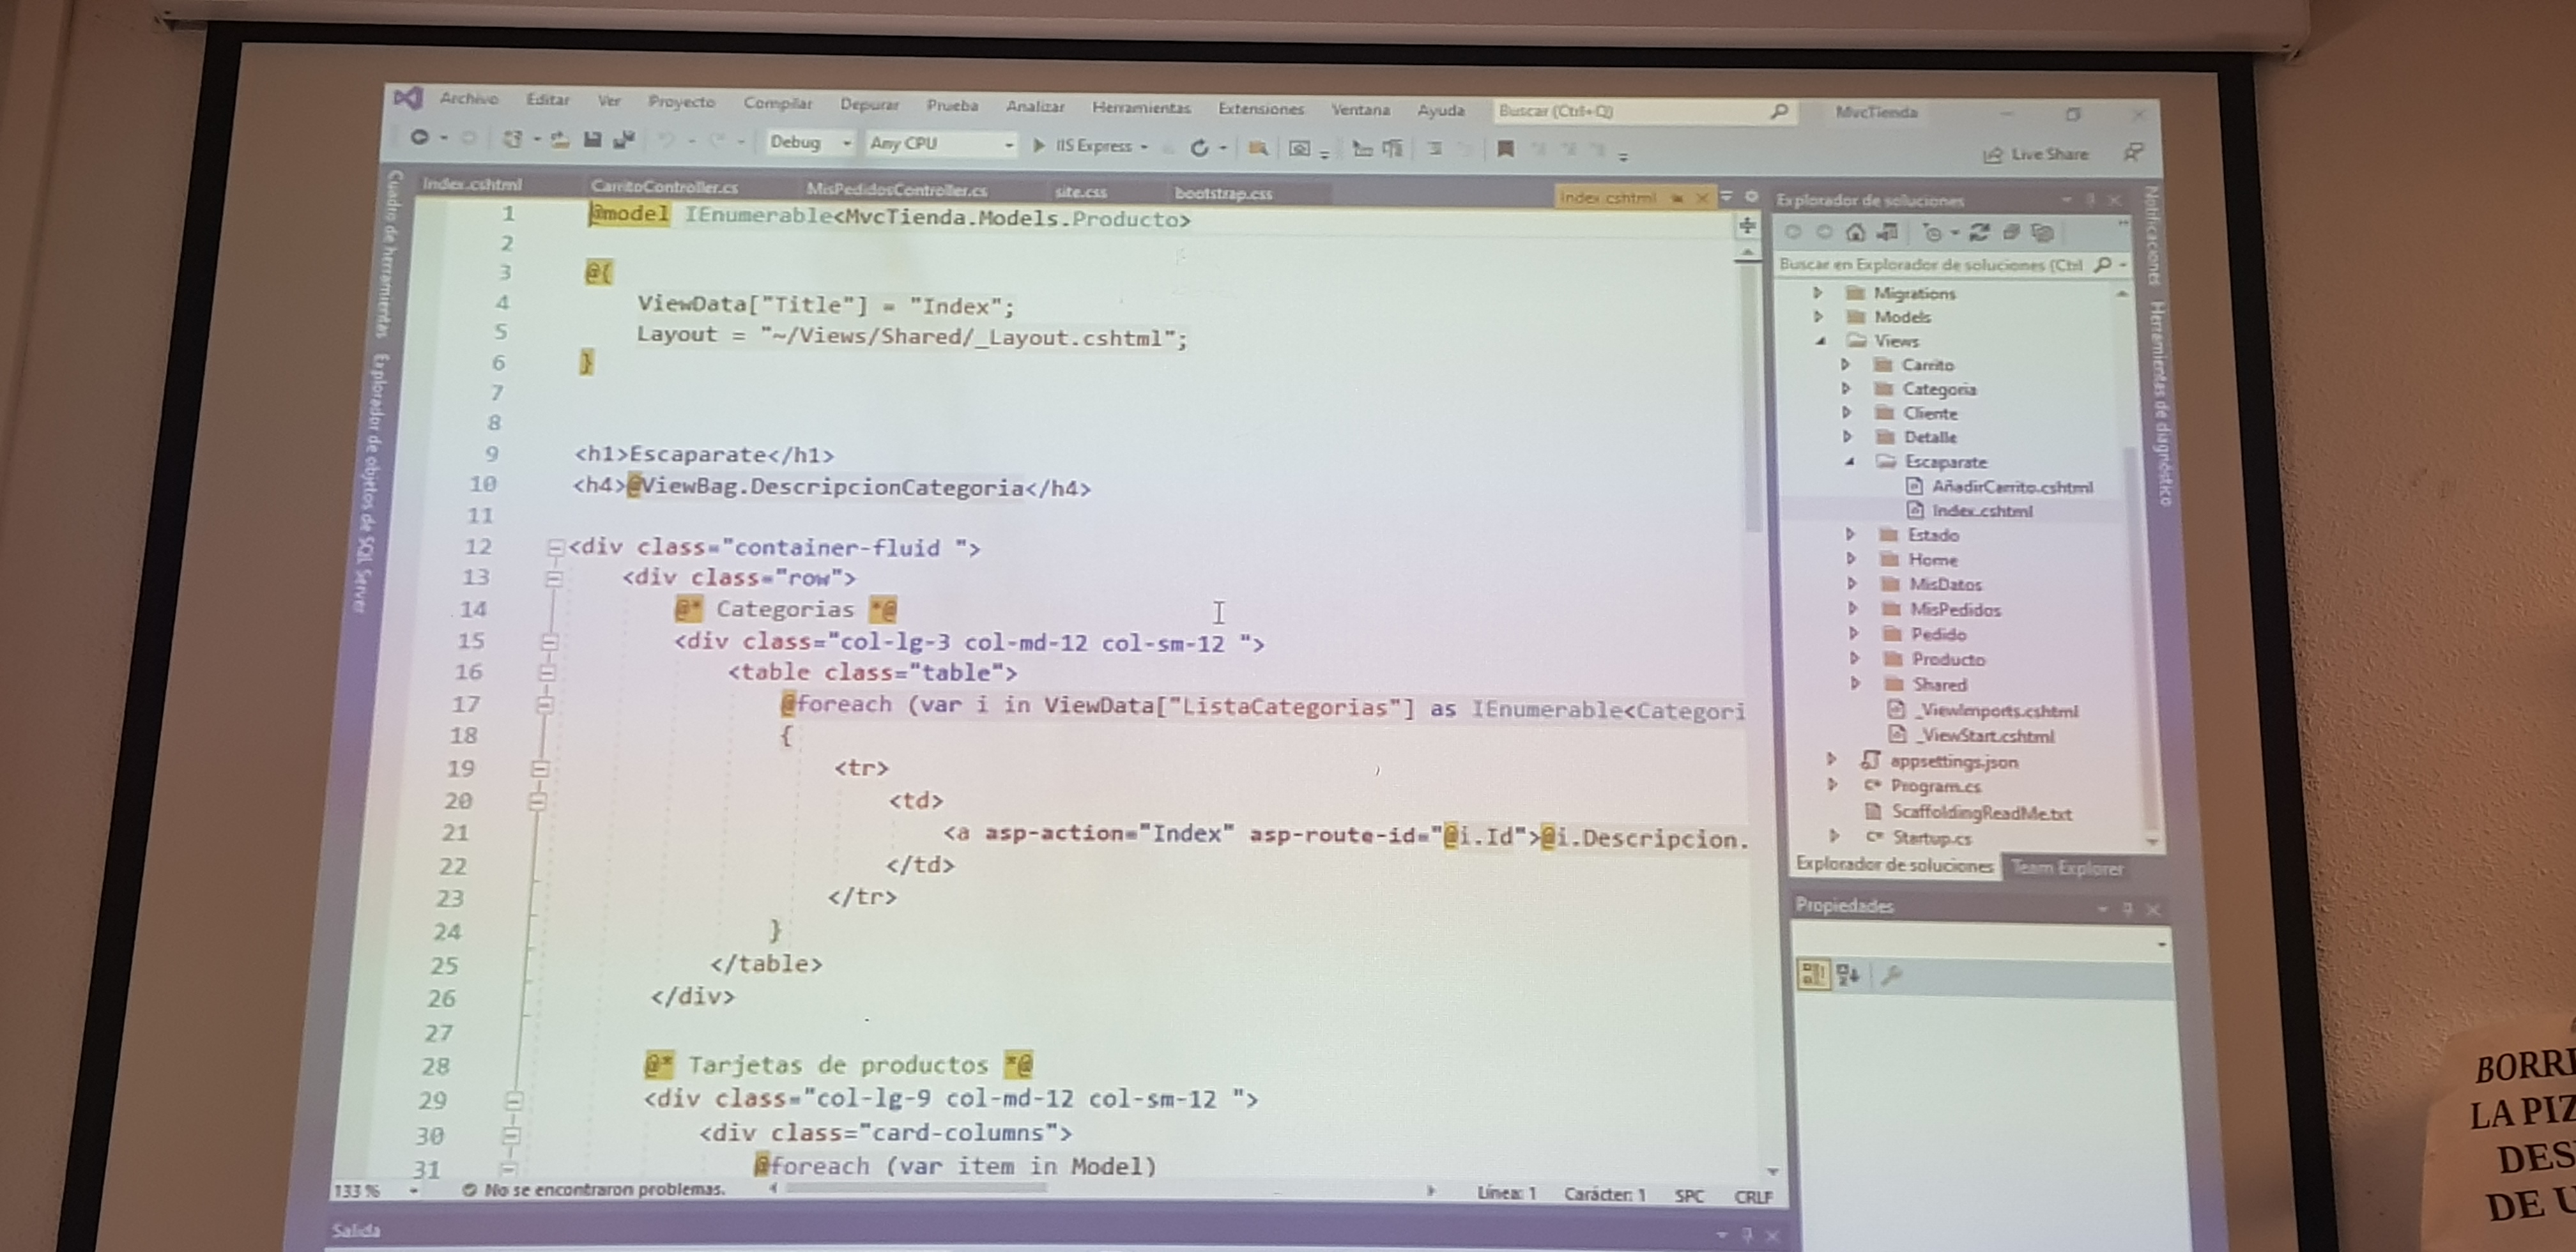 Archivo Editar Ver Proyecto Compilar Depurar Prueba Analizar Herramientas Extensiones Ventana Ayuda Buscar (Ctrl+Q) MvcTienda
Debug Any CPU IIS Express Live Share
Index.cshtml CarritoController.cs MisPedidosController.cs site.css bootstrap.css Index.cshtml
Cuadro de herramientas
Explorador de objetos de SQL Server
1 @model IEnumerable<MvcTienda.Models.Producto>
2
3 @{
4 ViewData["Title"] = "Index";
5 Layout = "~/Views/Shared/_Layout.cshtml";
6 }
7
8
9 <h1>Escaparate</h1>
10 <h4>@ViewBag.DescripcionCategoria</h4>
11
12 <div class="container-fluid ">
13 <div class="row">
14 @* Categorias *@
15 <div class="col-lg-3 col-md-12 col-sm-12 ">
16 <table class="table">
17 @foreach (var i in ViewData["ListaCategorias"] as IEnumerable<Categori
18 {
19 <tr>
20 <td>
21 <a asp-action="Index" asp-route-id="@i.Id">@i.Descripcion.
22 </td>
23 </tr>
24 }
25 </table>
26 </div>
27
28 @* Tarjetas de productos *@
29 <div class="col-lg-9 col-md-12 col-sm-12 ">
30 <div class="card-columns">
31 @foreach (var item in Model)
133 % No se encontraron problemas. Línea: 1 Carácter: 1 SPC CRLF
Salida
Explorador de soluciones
Buscar en Explorador de soluciones (Ctrl
Migrations
Models
Views
Carrito
Categoria
Cliente
Detalle
Escaparate
AñadirCarrito.cshtml
Index.cshtml
Estado
Home
MisDatos
MisPedidos
Pedido
Producto
Shared
_ViewImports.cshtml
_ViewStart.cshtml
appsettings.json
C# Program.cs
ScaffoldingReadMe.txt
C# Startup.cs
Explorador de soluciones Team Explorer
Propiedades
Notificaciones
Herramientas de diagnóstico
BORR
LA PIZ
DES
DE U